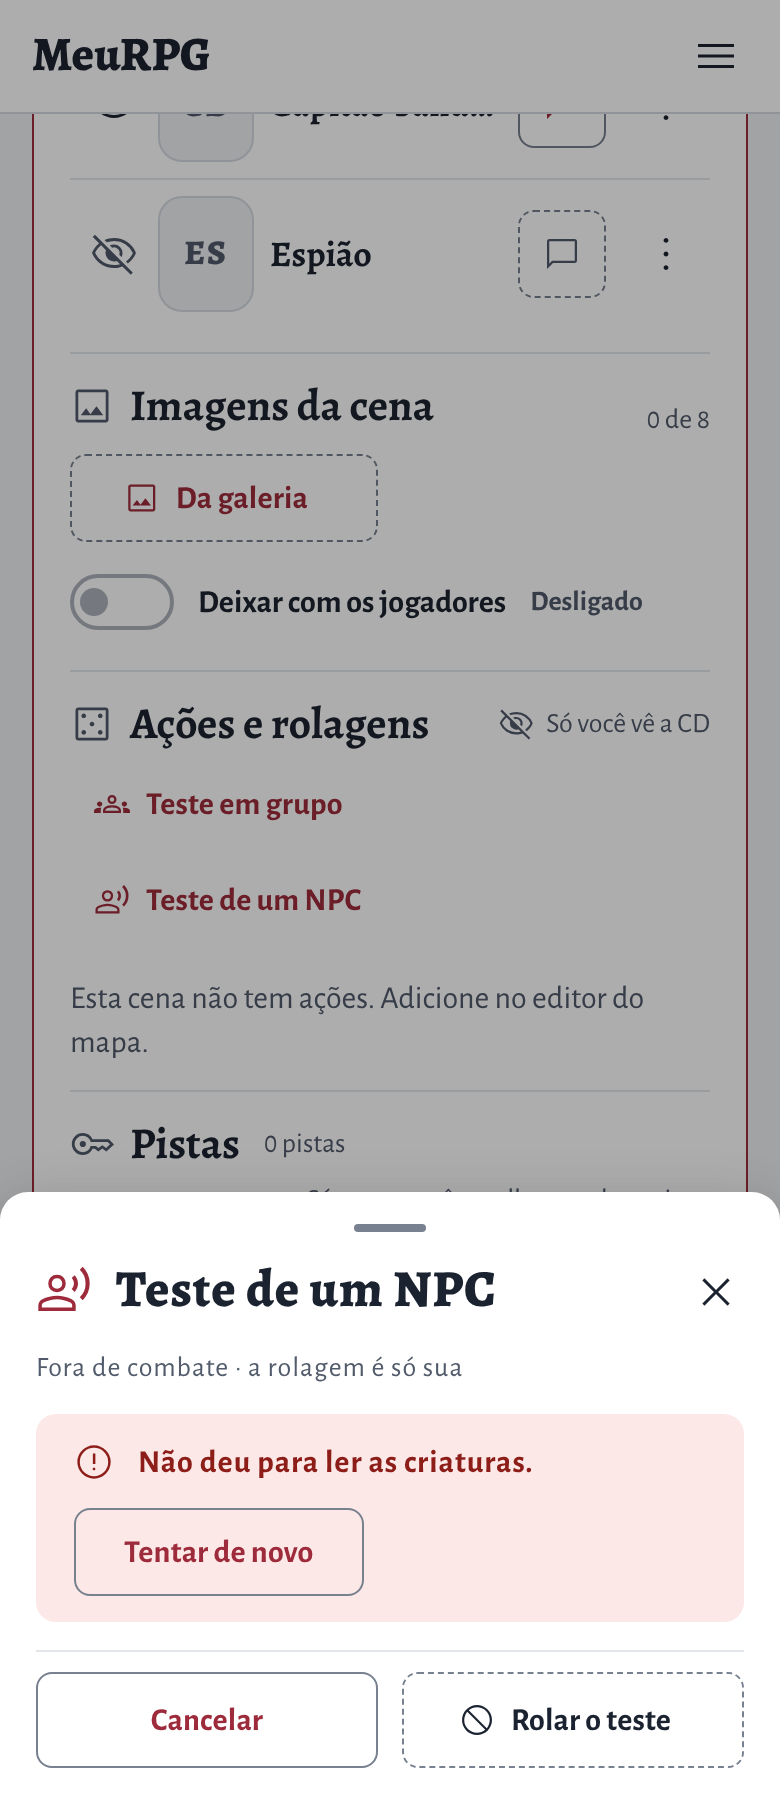 MeuRPG
ES
Espião
Imagens da cena
0 de 8
Da galeria
Deixar com os jogadores
Desligado
Ações e rolagens
Só você vê a CD
Teste em grupo
Teste de um NPC
Esta cena não tem ações. Adicione no editor do
mapa.
Pistas
0 pistas
Teste de um NPC
Fora de combate · a rolagem é só sua
Não deu para ler as criaturas.
Tentar de novo
Cancelar
Rolar o teste